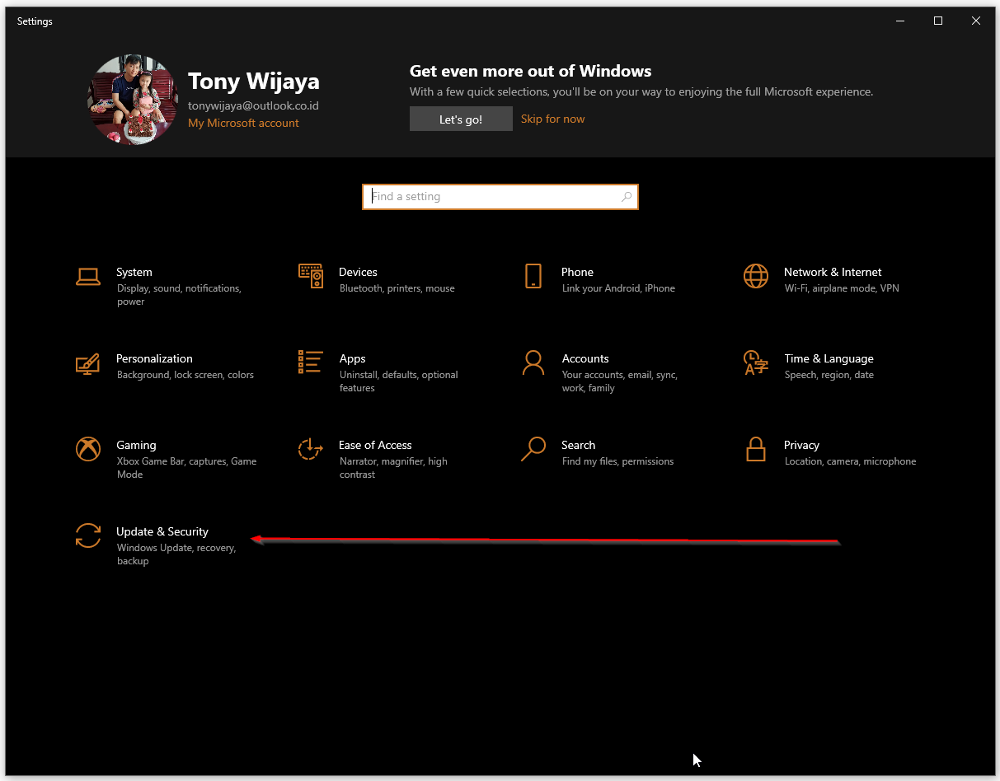 Settings
Tony Wijaya
tonywijaya@outlook.co.id
My Microsoft account
Get even more out of Windows
With a few quick selections, you'll be on your way to enjoying the full Microsoft experience.
Let's go!
Skip for now
Find a setting
System
Display, sound, notifications,
power
Devices
Bluetooth, printers, mouse
Phone
Link your Android, iPhone
Network & Internet
Wi-Fi, airplane mode, VPN
Personalization
Background, lock screen, colors
Apps
Uninstall, defaults, optional
features
Accounts
Your accounts, email, sync,
work, family
Time & Language
Speech, region, date
Gaming
Xbox Game Bar, captures, Game
Mode
Ease of Access
Narrator, magnifier, high
contrast
Search
Find my files, permissions
Privacy
Location, camera, microphone
Update & Security
Windows Update, recovery,
backup